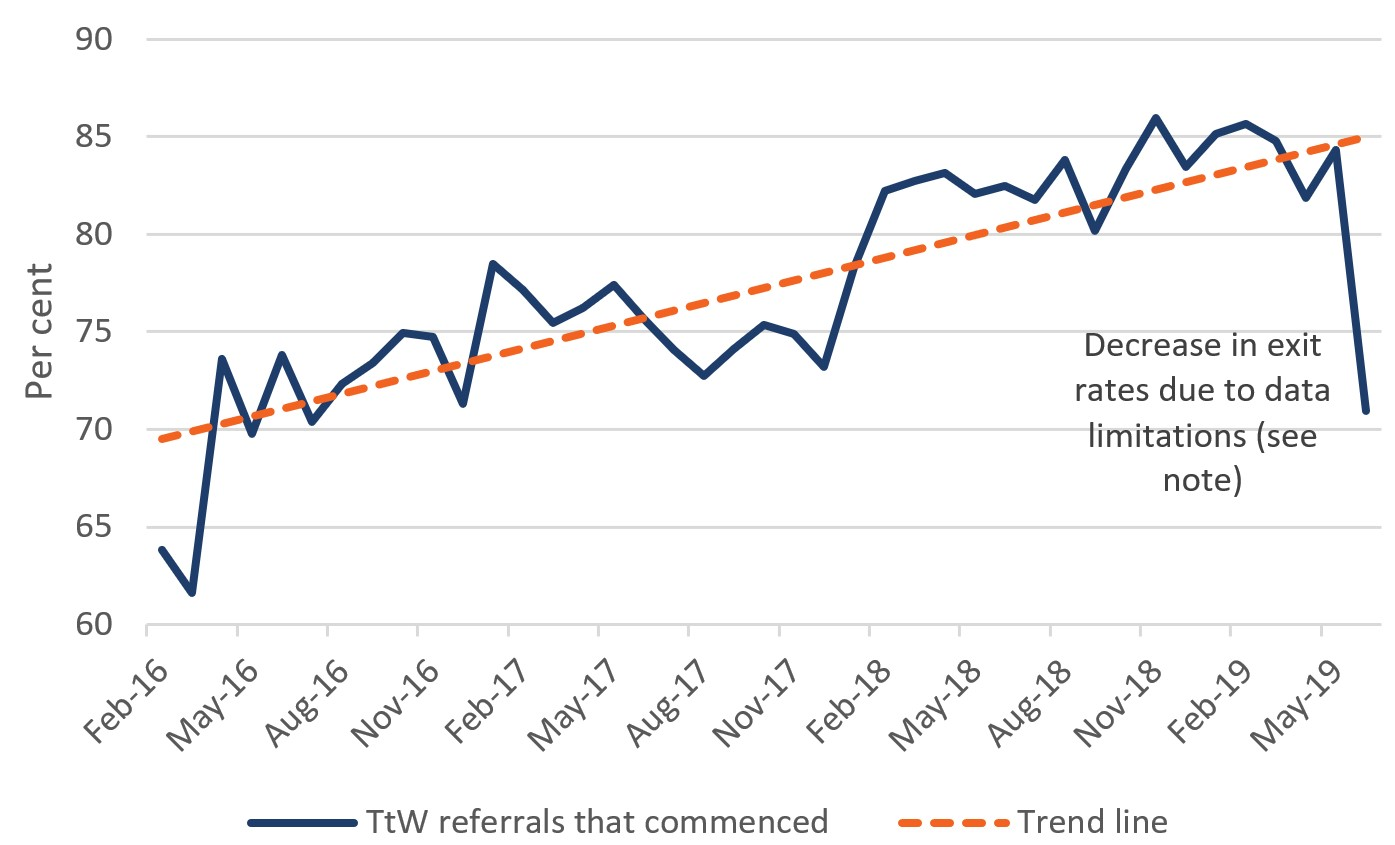 90
85
80
75
70
65
60
Per cent
Decrease in exit
rates due to data
limitations (see
note)
Feb-16
May-16
Aug-16
Nov-16
Feb-17
May-17
Aug-17
Nov-17
Feb-18
May-18
Aug-18
Nov-18
Feb-19
May-19
TtW referrals that commenced
Trend line